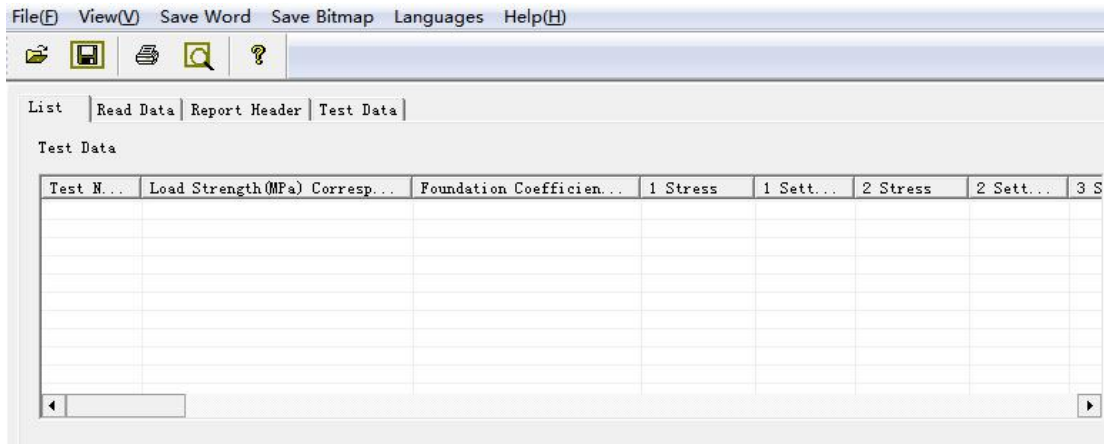 File(F) View(V) Save Word Save Bitmap Languages Help(H)
List Read Data Report Header Test Data
Test Data
Test N... Load Strength(MPa) Corresp... Foundation Coefficien... 1 Stress 1 Sett... 2 Stress 2 Sett... 3 S